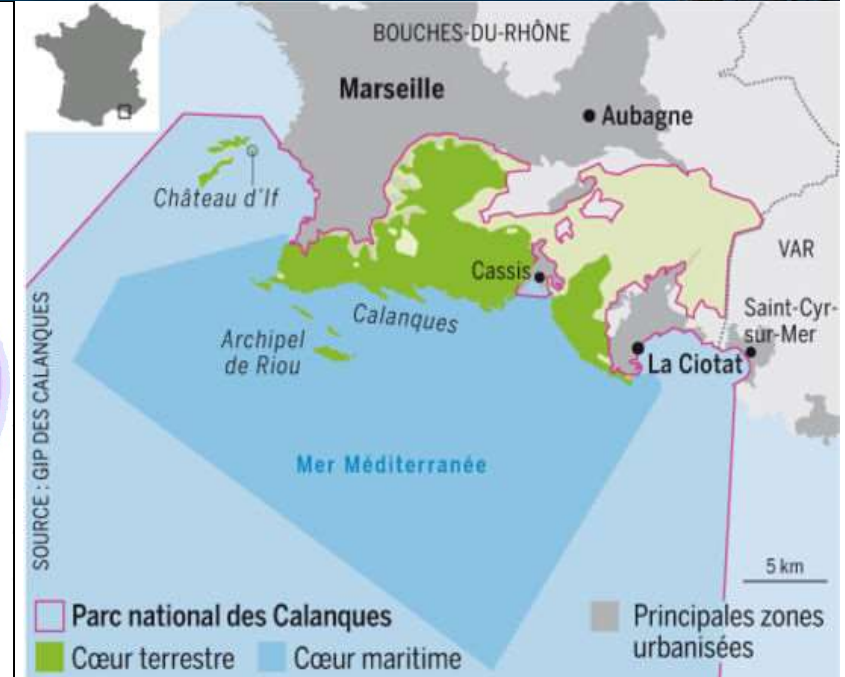 BOUCHES-DU-RHÔNE
Marseille
Aubagne
Château d'If
VAR
Cassis
Saint-Cyr-
sur-Mer
Calanques
Archipel
de Riou
La Ciotat
Mer Méditerranée
SOURCE : GIP DES CALANQUES
5 km
Parc national des Calanques
Principales zones
urbanisées
Cœur terrestre
Cœur maritime